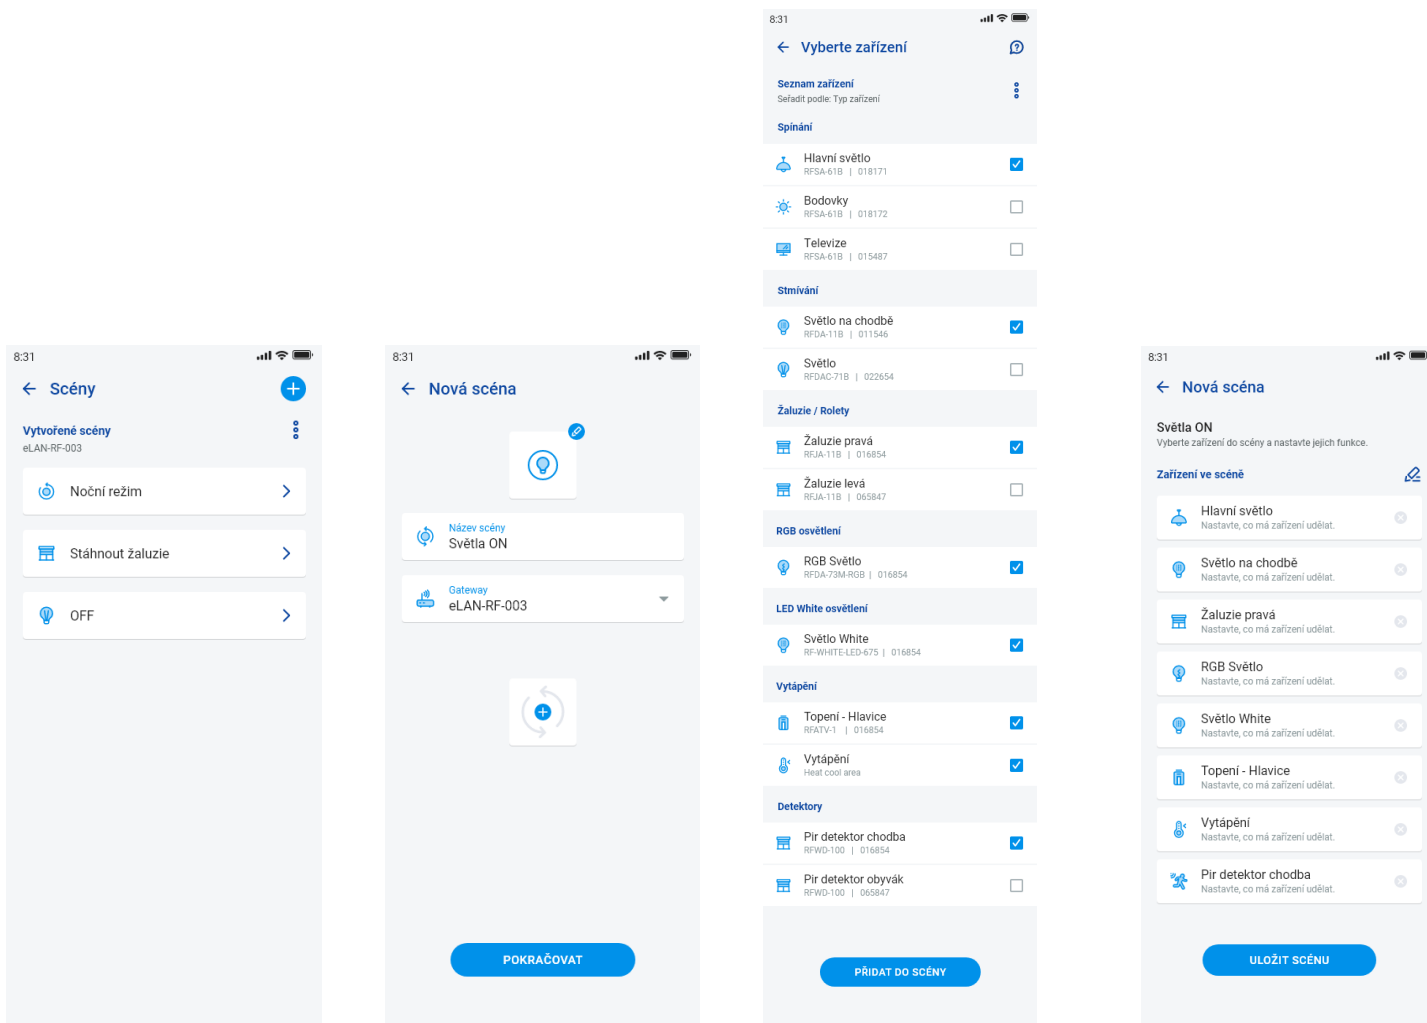 8:31
Scény
Vytvořené scény
eLAN-RF-003
Noční režim
Stáhnout žaluzie
OFF
8:31
Nová scéna
Název scény
Světla ON
Gateway
eLAN-RF-003
POKRAČOVAT
8:31
Vyberte zařízení
Seznam zařízení
Seřadit podle: Typ zařízení
Spínání
Hlavní světlo
RFSA-61B | 018171
Bodovky
RFSA-61B | 018172
Televize
RFSA-61B | 015487
Stmívání
Světlo na chodbě
RFDA-11B | 011546
Světlo
RFDAC-71B | 022654
Žaluzie / Rolety
Žaluzie pravá
RFJA-11B | 016854
Žaluzie levá
RFJA-11B | 065847
RGB osvětlení
RGB Světlo
RFDA-73M-RGB | 016854
LED White osvětlení
Světlo White
RF-WHITE-LED-675 | 016854
Vytápění
Topení - Hlavice
RFATV-1 | 016854
Vytápění
Heat cool area
Detektory
Pir detektor chodba
RFWD-100 | 016854
Pir detektor obyvák
RFWD-100 | 065847
PŘIDAT DO SCÉNY
8:31
Nová scéna
Světla ON
Vyberte zařízení do scény a nastavte jejich funkce.
Zařízení ve scéně
Hlavní světlo
Nastavte, co má zařízení udělat.
Světlo na chodbě
Nastavte, co má zařízení udělat.
Žaluzie pravá
Nastavte, co má zařízení udělat.
RGB Světlo
Nastavte, co má zařízení udělat.
Světlo White
Nastavte, co má zařízení udělat.
Topení - Hlavice
Nastavte, co má zařízení udělat.
Vytápění
Nastavte, co má zařízení udělat.
Pir detektor chodba
Nastavte, co má zařízení udělat.
ULOŽIT SCÉNU